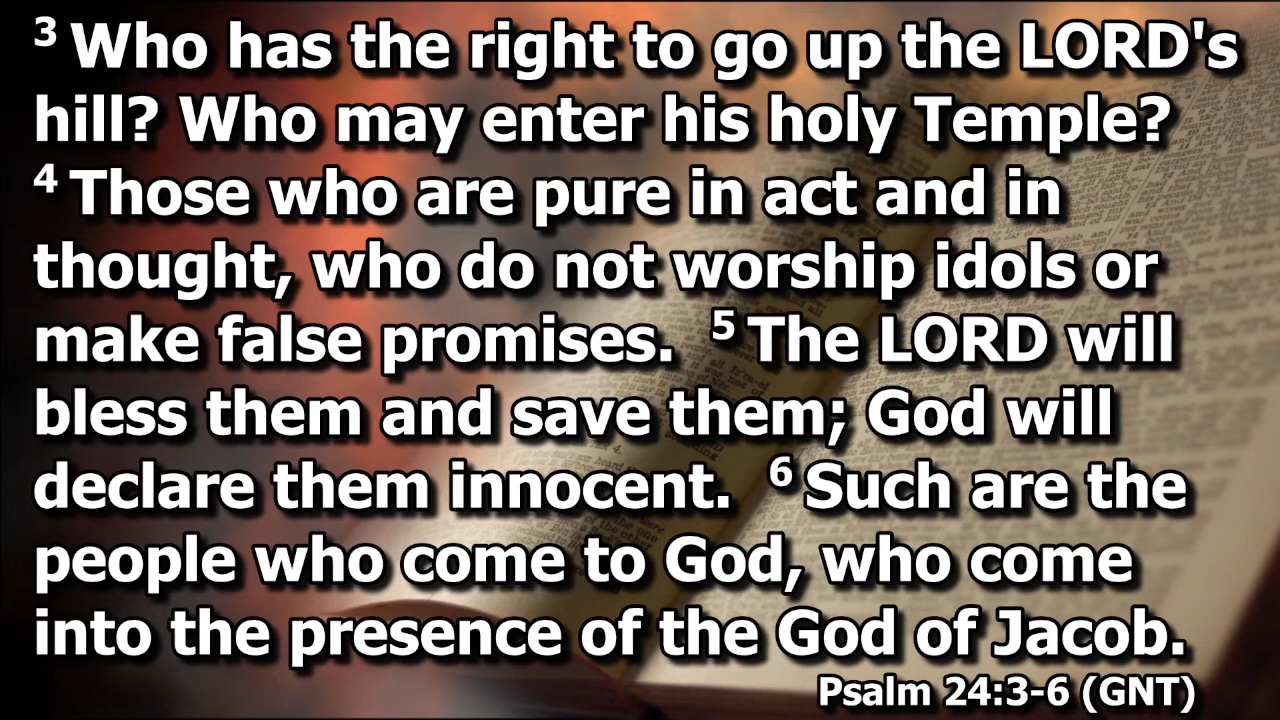 ³ Who has the right to go up the LORD's
hill? Who may enter his holy Temple?
⁴ Those who are pure in act and in
thought, who do not worship idols or
make false promises. ⁵ The LORD will
bless them and save them; God will
declare them innocent. ⁶ Such are the
people who come to God, who come
into the presence of the God of Jacob.
Psalm 24:3-6 (GNT)